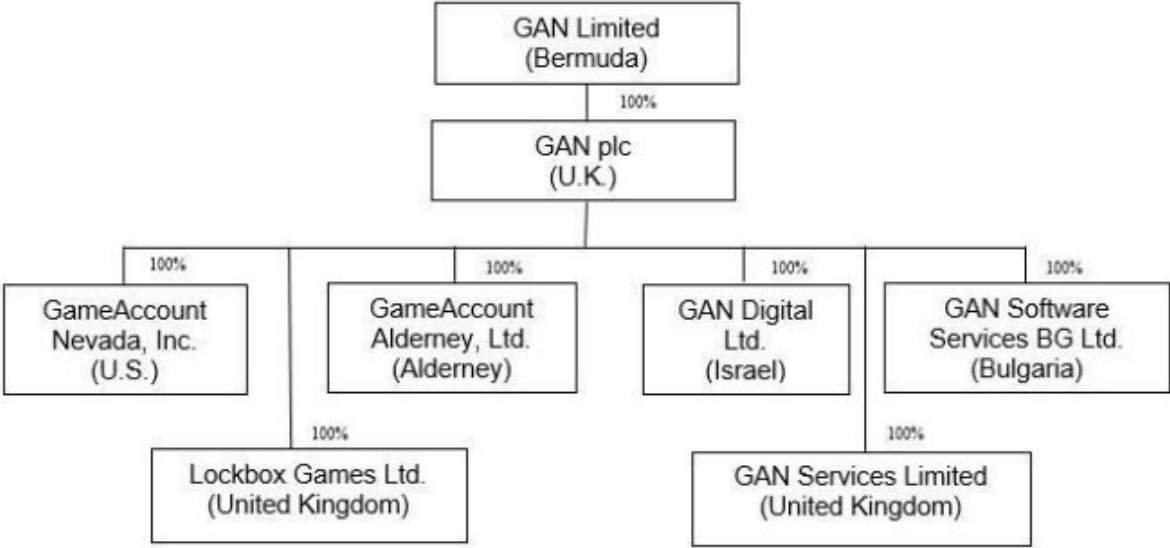 GAN Limited
(Bermuda)
100%
GAN plc
(U.K.)
100%
GameAccount
Nevada, Inc.
(U.S.)
100%
GameAccount
Alderney, Ltd.
(Alderney)
100%
GAN Digital
Ltd.
(Israel)
100%
GAN Software
Services BG Ltd.
(Bulgaria)
100%
Lockbox Games Ltd.
(United Kingdom)
100%
GAN Services Limited
(United Kingdom)